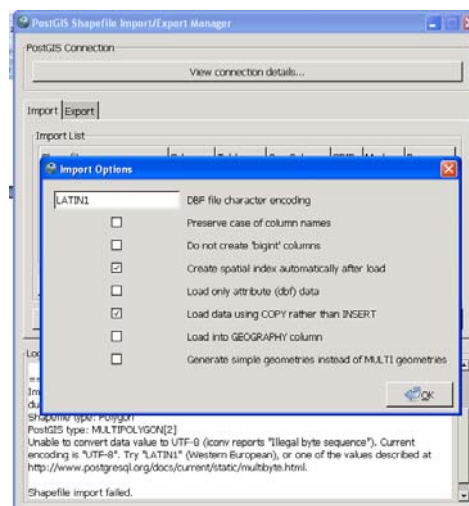 PostGIS Shapefile Import/Export Manager
PostGIS Connection
View connection details...
Import Export
Import List
Import Options
LATIN1 DBF file character encoding
Preserve case of column names
Do not create 'bigint' columns
Create spatial index automatically after load
Load only attribute (dbf) data
Load data using COPY rather than INSERT
Load into GEOGRAPHY column
Generate simple geometries instead of MULTI geometries
OK
Shapefile type: Polygon
PostGIS type: MULTIPOLYGON[2]
Unable to convert data value to UTF-8 (iconv reports "Illegal byte sequence"). Current
encoding is "UTF-8". Try "LATIN1" (Western European), or one of the values described at
http://www.postgresql.org/docs/current/static/multibyte.html.
Shapefile import failed.